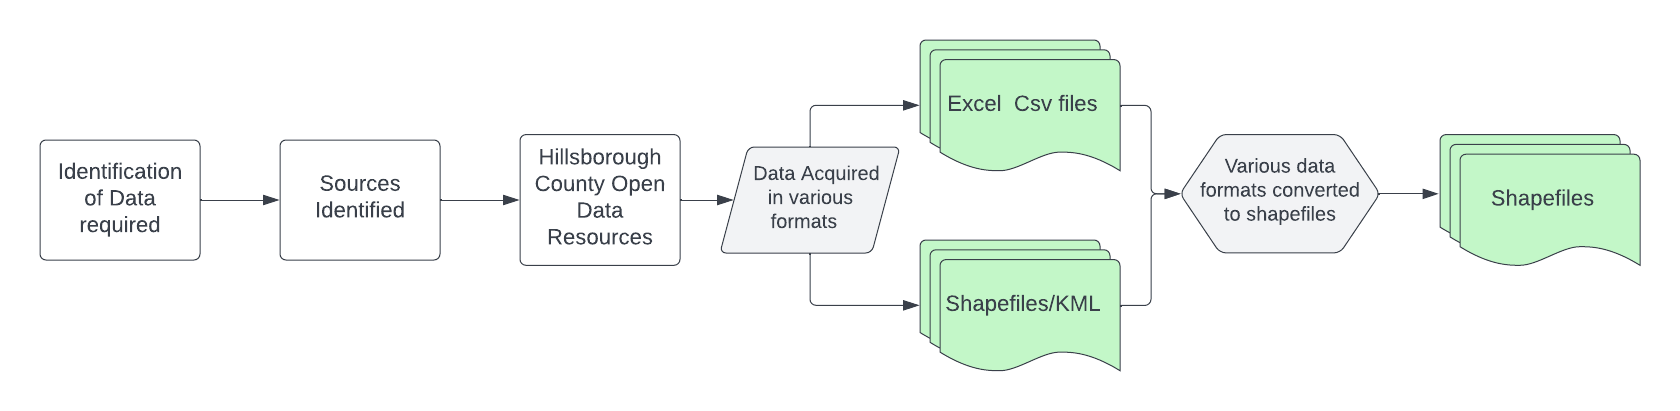 Identification
of Data
required
Sources
Identified
Hillsborough
County Open
Data
Resources
Data Acquired
in various
formats
Excel  Csv files
Shapefiles/KML
Various data
formats converted
to shapefiles
Shapefiles